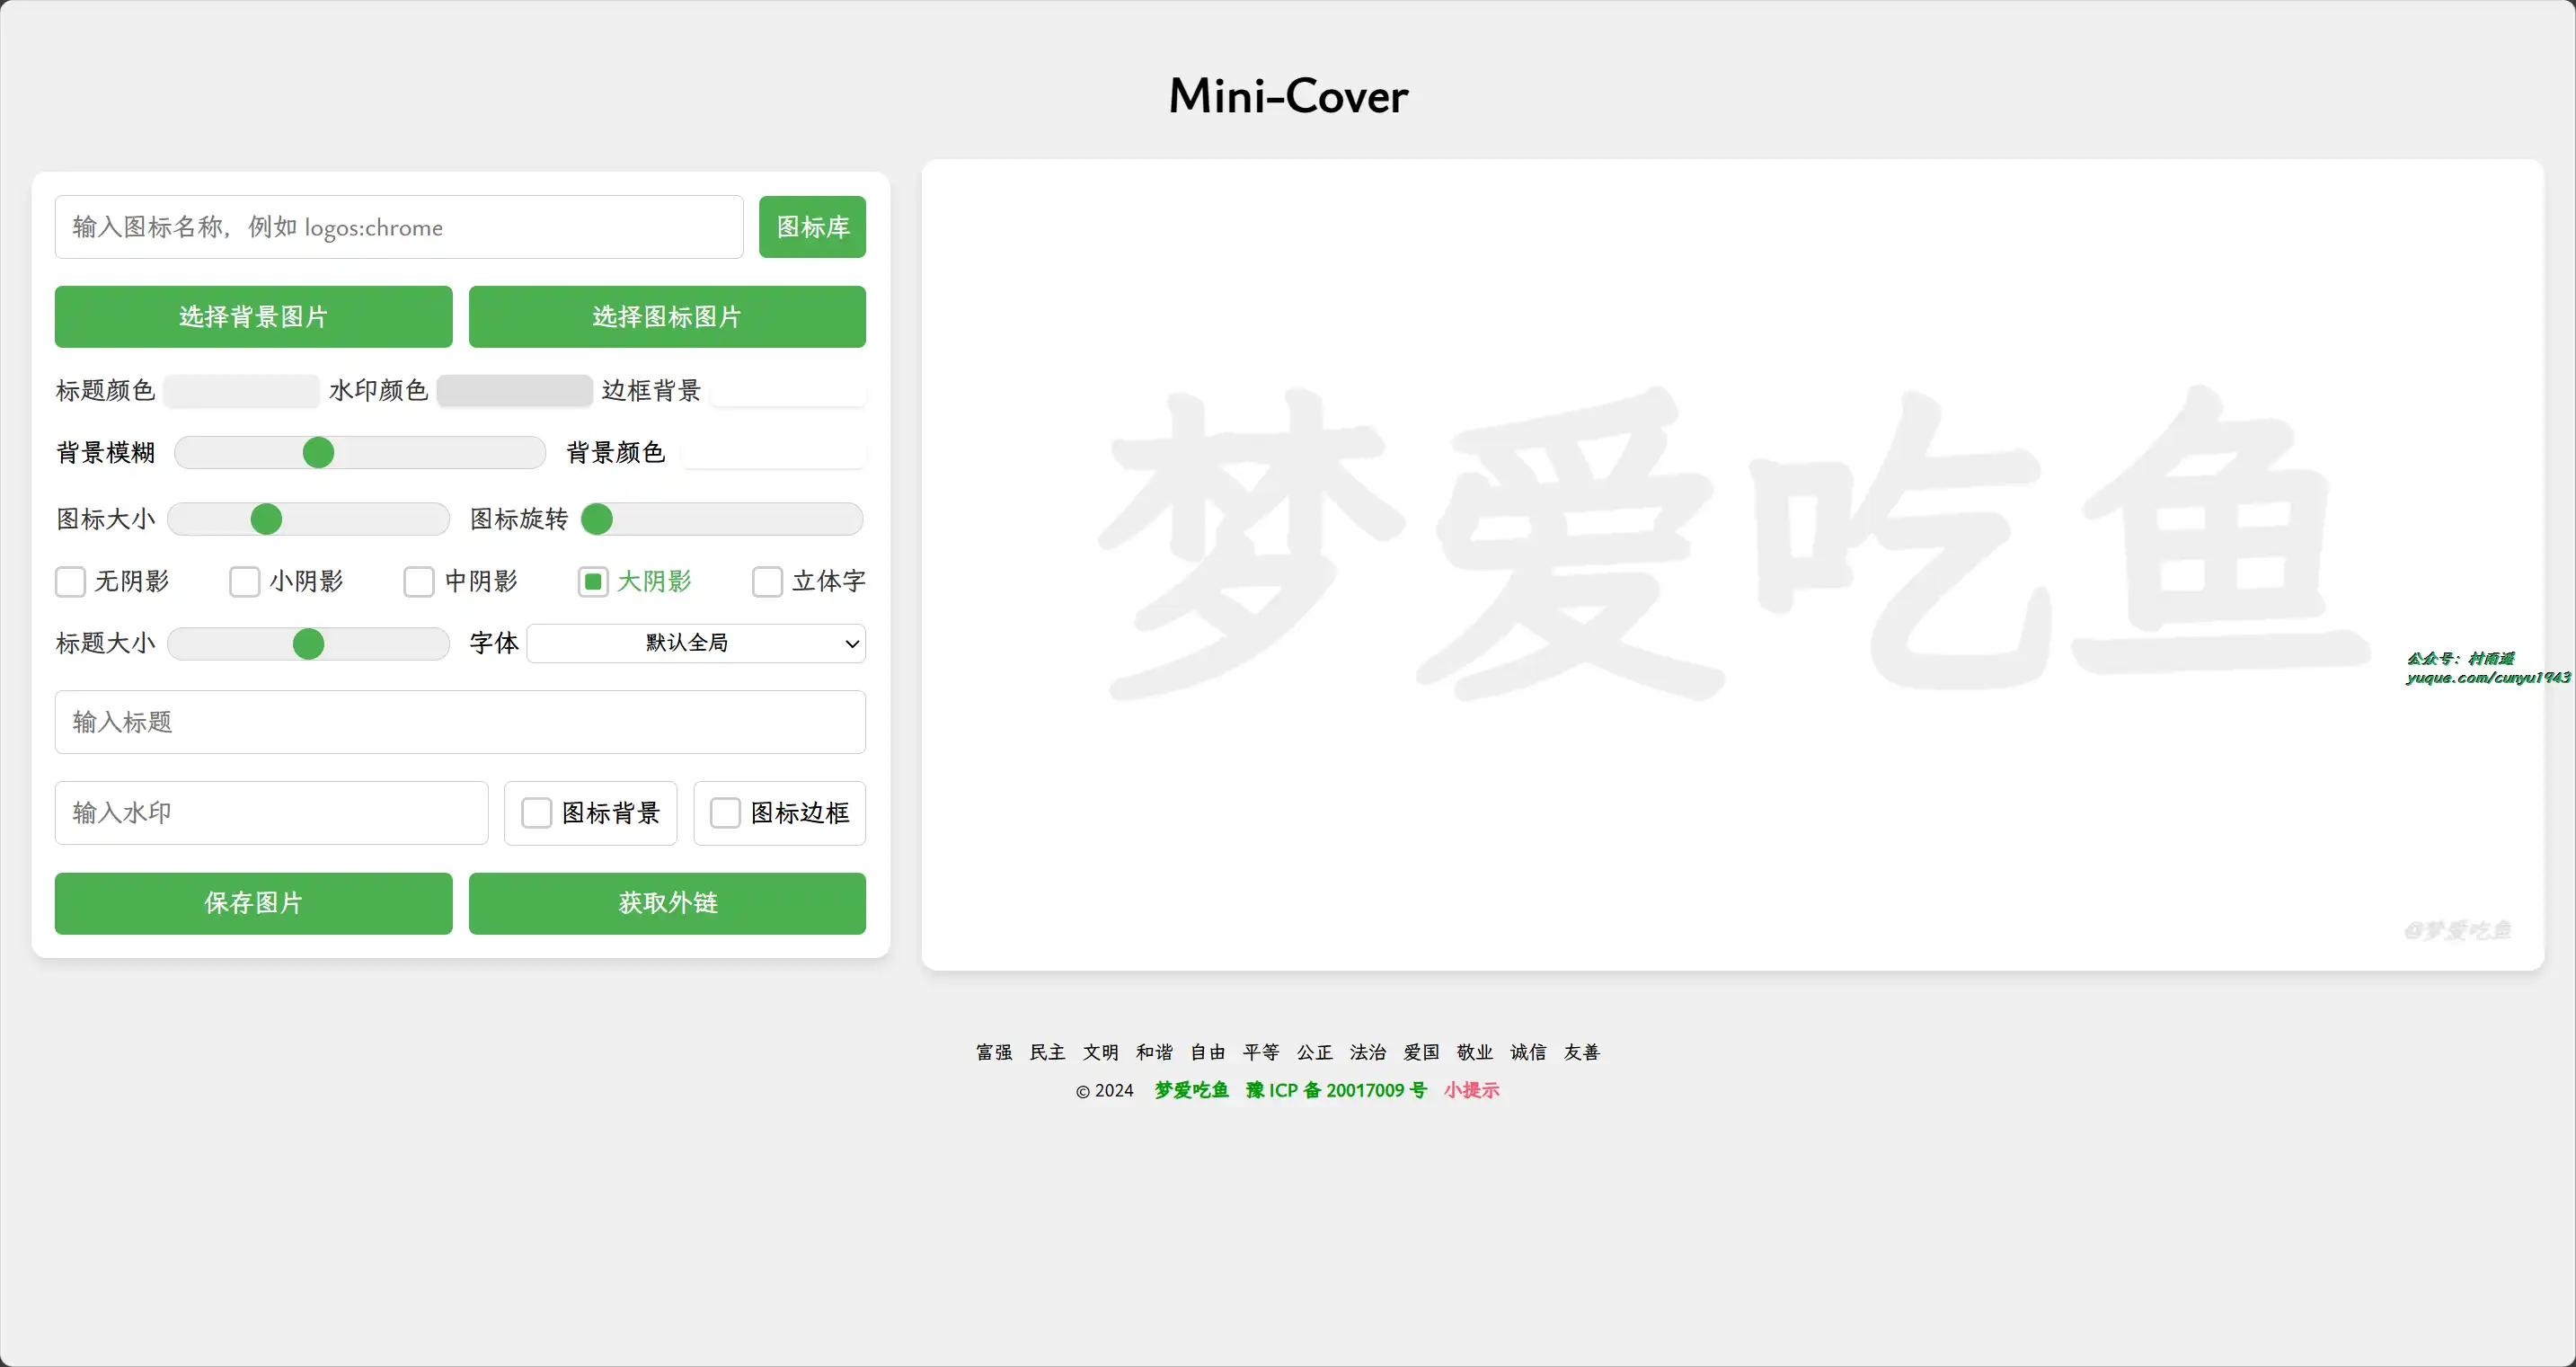 Mini-Cover
输入图标名称，例如 logos:chrome
图标库
选择背景图片
选择图标图片
标题颜色
水印颜色
边框背景
背景模糊
背景颜色
图标大小
图标旋转
无阴影
小阴影
中阴影
大阴影
立体字
标题大小
字体
默认全局
输入标题
输入水印
图标背景
图标边框
保存图片
获取外链
梦爱吃鱼
公众号：村雨遥
yuque.com/cunyu1943
@梦爱吃鱼
富强 民主 文明 和谐 自由 平等 公正 法治 爱国 敬业 诚信 友善
© 2024 梦爱吃鱼 豫 ICP 备 20017009 号 小提示